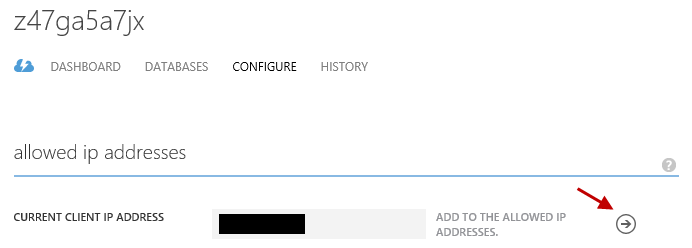 z47ga5a7jx
DASHBOARD DATABASES CONFIGURE HISTORY
allowed ip addresses
?
CURRENT CLIENT IP ADDRESS
ADD TO THE ALLOWED IP
ADDRESSES.